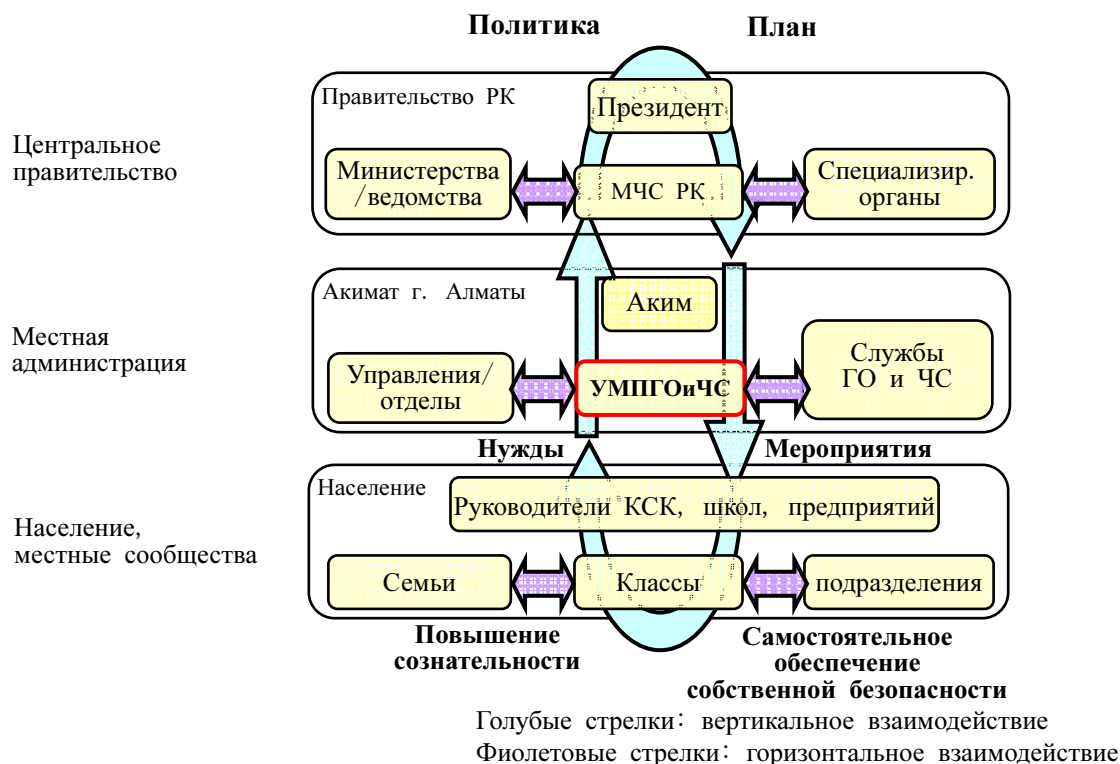 Политика
План
Правительство РК
Президент
Центральное
правительство
Министерства
/ведомства
МЧС РК
Специализир.
органы
Акимат г. Алматы
Аким
Местная
администрация
Управления/
отделы
УМПГОиЧС
Службы
ГО и ЧС
Нужды
Мероприятия
Население
Руководители КСК, школ, предприятий
Население,
местные сообщества
Семьи
Классы
подразделения
Повышение
сознательности
Самостоятельное
обеспечение
собственной безопасности
Голубые стрелки: вертикальное взаимодействие
Фиолетовые стрелки: горизонтальное взаимодействие